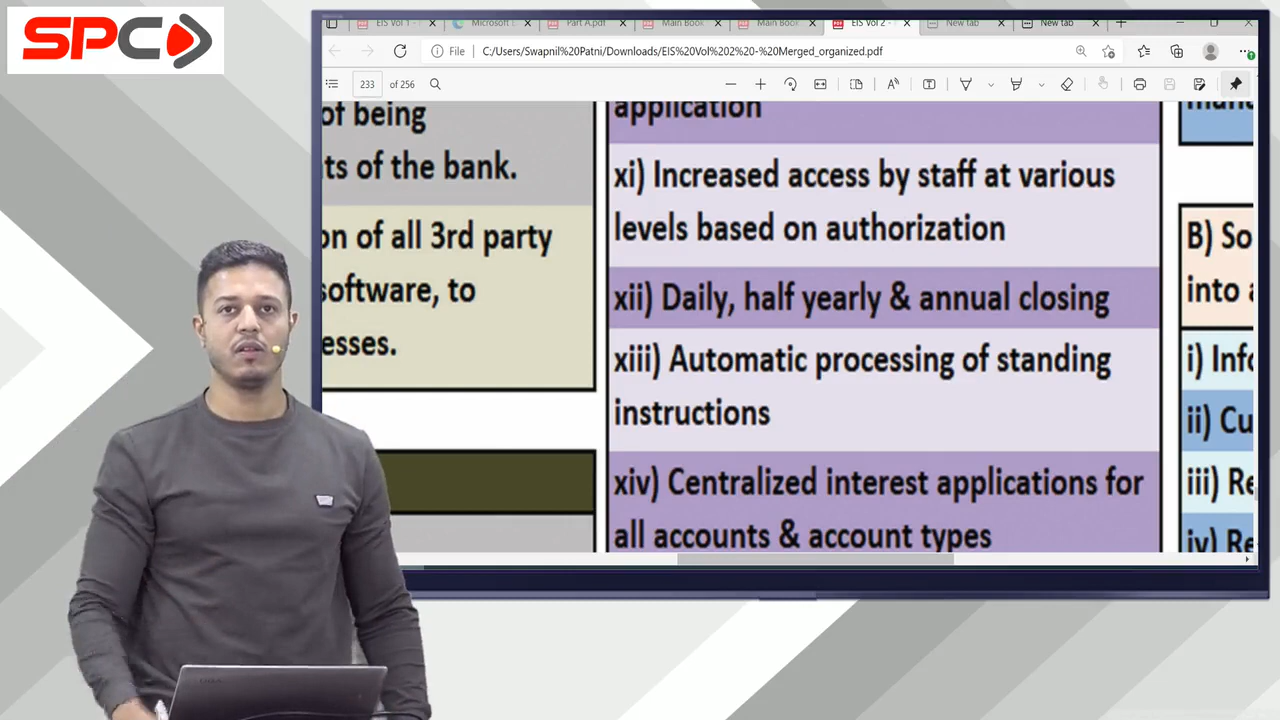 SPC
EIS Vol 1 -
Microsoft E
Part A.pdf
Main Book
Main Book
EIS Vol 2 -
New tab
New tab
File
C:/Users/Swapnil%20Patni/Downloads/EIS%20Vol%202%20-%20Merged_organized.pdf
233 of 256
of being
ts of the bank.
on of all 3rd party
software, to
esses.
application
xi) Increased access by staff at various
levels based on authorization
xii) Daily, half yearly & annual closing
xiii) Automatic processing of standing
instructions
xiv) Centralized interest applications for
all accounts & account types
B) So
into a
i) Info
ii) Cu
iii) Re
iv) Re